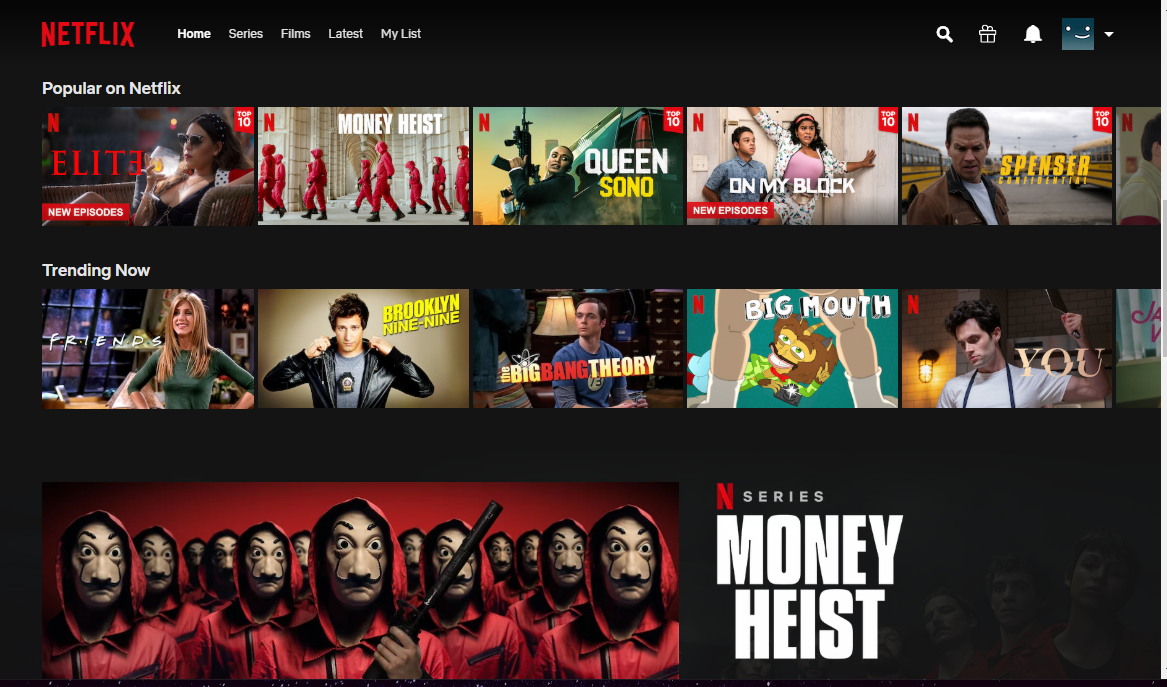 NETFLIX
Home Series Films Latest My List
Popular on Netflix
N
TOP
10
ELITE
NEW EPISODES
N
MONEY HEIST
N
TOP
10
QUEEN
SONO
N
TOP
10
ON MY BLOCK
NEW EPISODES
N
TOP
10
SPENSER
CONFIDENTIAL
N
Trending Now
F·R·I·E·N·D·S
BROOKLYN
NINE-NINE
the BIG BANG THEORY
N
BIG MOUTH
N
YOU
N SERIES
MONEY
HEIST